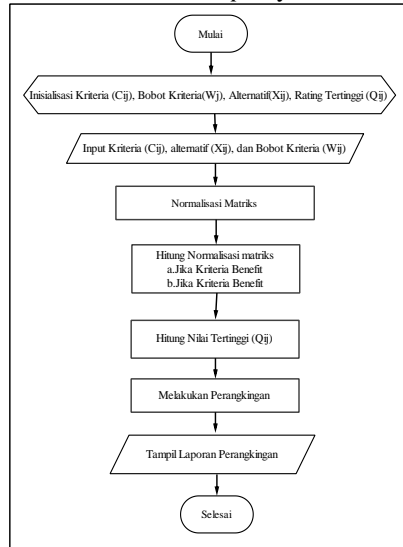 Mulai
Inisialisasi Kriteria (Cij), Bobot Kriteria(Wj), Alternatif(Xij), Rating Tertinggi (Qij)
Input Kriteria (Cij), alternatif (Xij), dan Bobot Kriteria (Wij)
Normalisasi Matriks
Hitung Normalisasi matriks
a.Jika Kriteria Benefit
b.Jika Kriteria Benefit
Hitung Nilai Tertinggi (Qij)
Melakukan Perangkingan
Tampil Laporan Perangkingan
Selesai